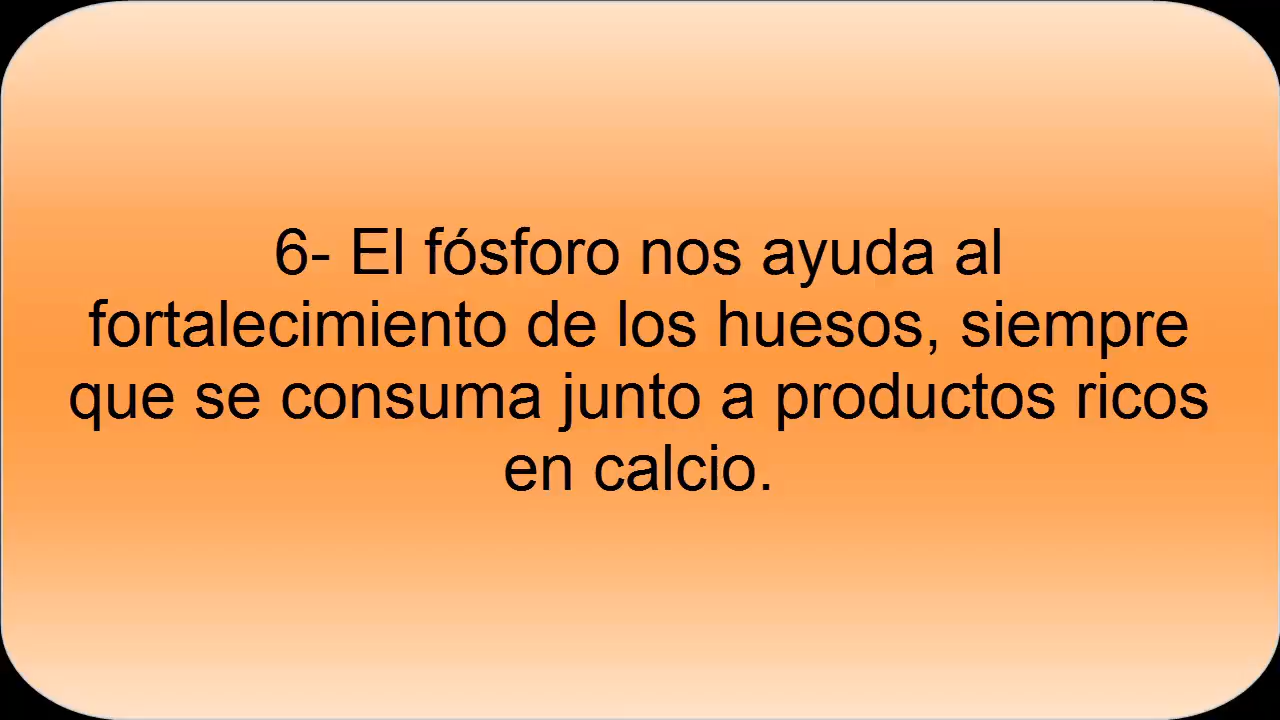 6- El fósforo nos ayuda al
fortalecimiento de los huesos, siempre
que se consuma junto a productos ricos
en calcio.